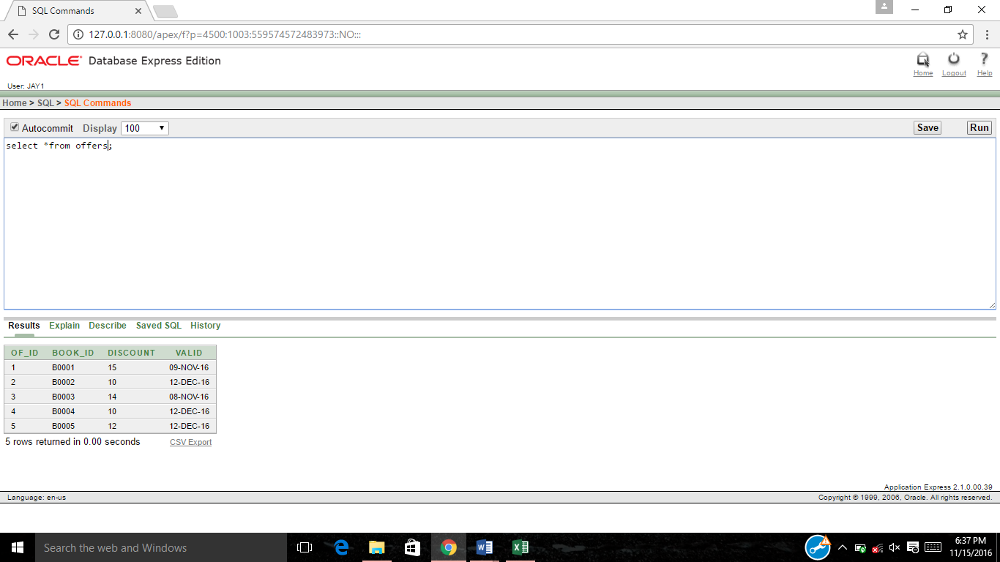 SQL Commands
127.0.0.1:8080/apex/f?p=4500:1003:559574572483973::NO:::
ORACLE Database Express Edition
Home Logout Help
User: JAY1
Home > SQL > SQL Commands
Autocommit Display 100 Save Run
select *from offers;
Results Explain Describe Saved SQL History
OF_ID BOOK_ID DISCOUNT VALID
1 B0001 15 09-NOV-16
2 B0002 10 12-DEC-16
3 B0003 14 08-NOV-16
4 B0004 10 12-DEC-16
5 B0005 12 12-DEC-16
5 rows returned in 0.00 seconds CSV Export
Application Express 2.1.0.00.39
Language: en-us Copyright © 1999, 2006, Oracle. All rights reserved.
Search the web and Windows
6:37 PM
11/15/2016